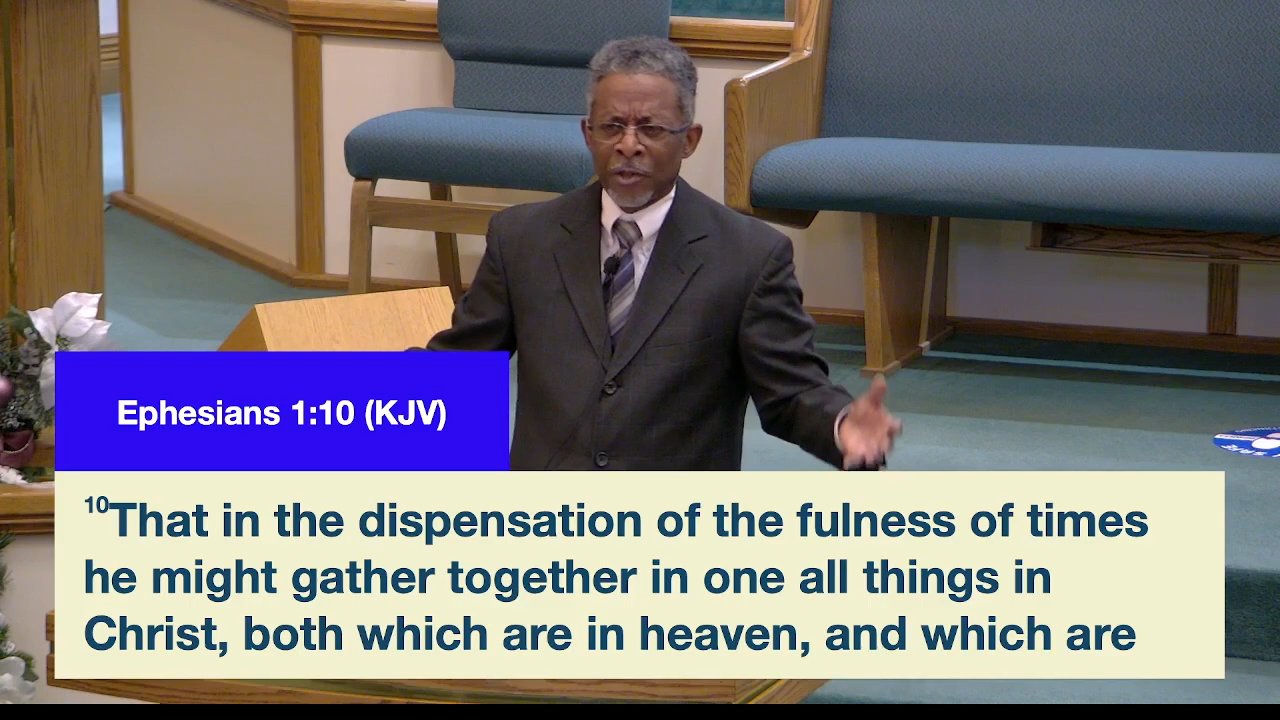 Ephesians 1:10 (KJV)
10That in the dispensation of the fulness of times
he might gather together in one all things in
Christ, both which are in heaven, and which are